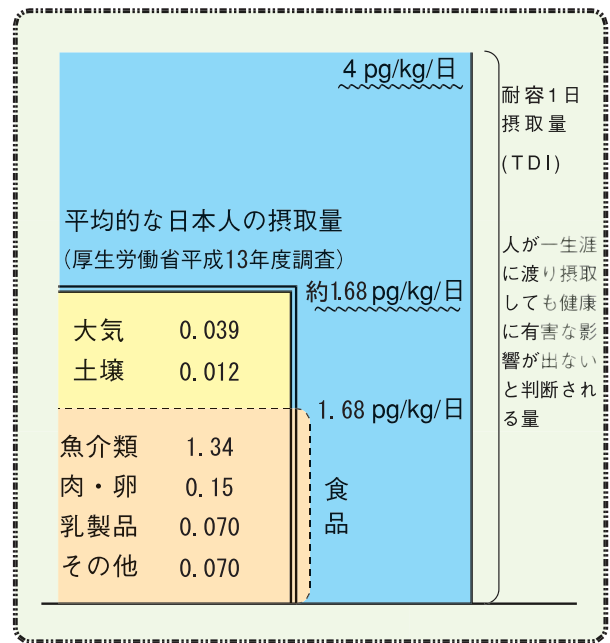 4 pg/kg/日
耐容1日
摂取量
(TDI)
人が一生涯
に渡り摂取
しても健康
に有害な影
響が出ない
と判断され
る量
平均的な日本人の摂取量
(厚生労働省平成13年度調査)
約1.68 pg/kg/日
大気 0.039
土壌 0.012
1.68 pg/kg/日
魚介類 1.34
肉・卵 0.15
乳製品 0.070
その他 0.070
食
品